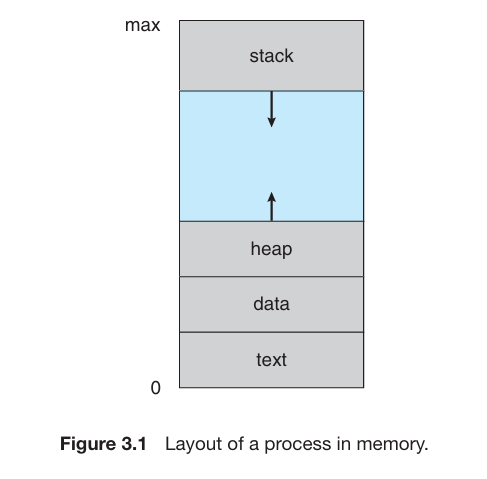 max
stack
heap
data
text
0
Figure 3.1 Layout of a process in memory.